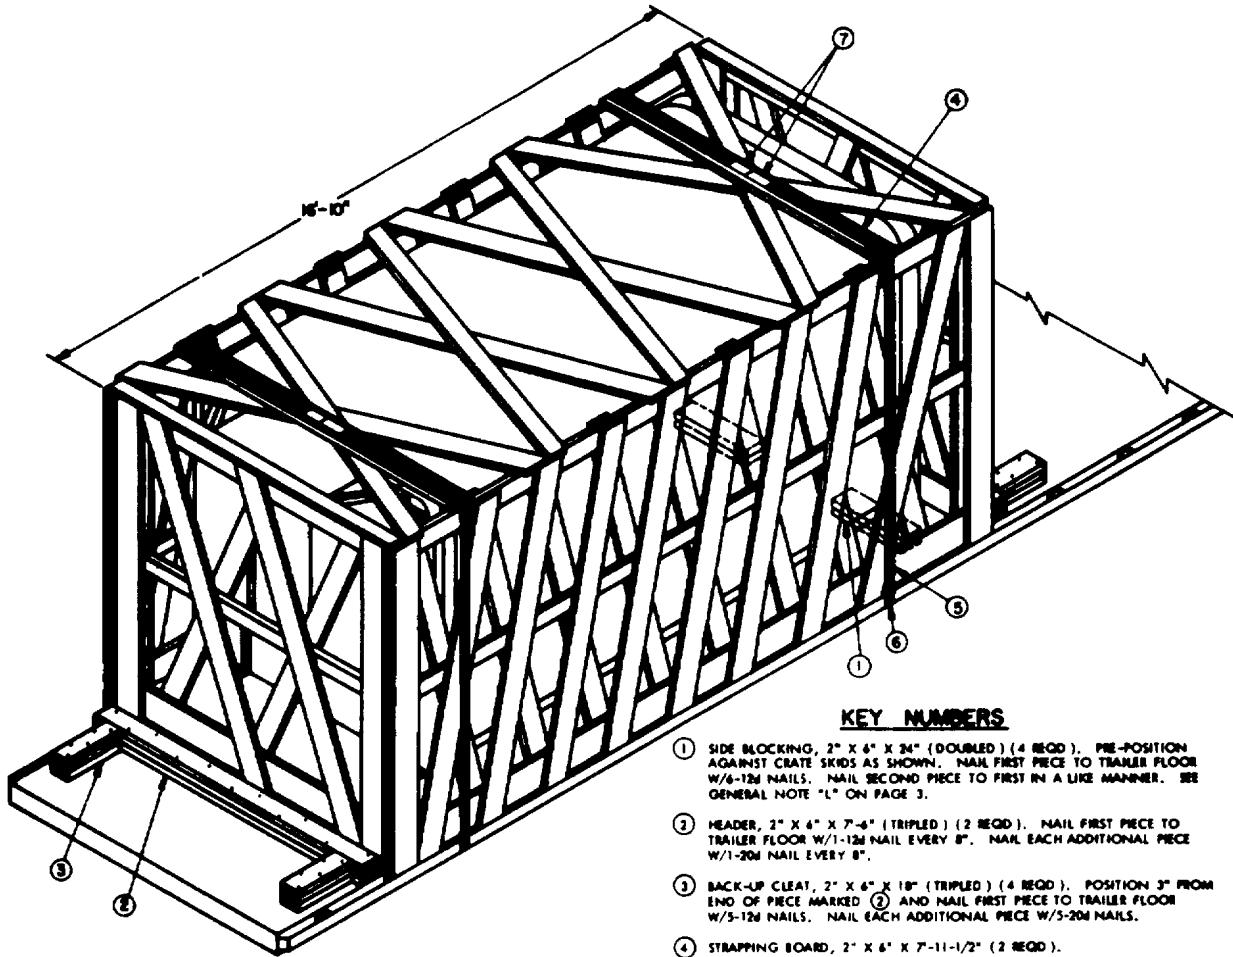 7
4
16'-10"
5
6
1
3
2
KEY NUMBERS
1 SIDE BLOCKING, 2" X 6" X 24" (DOUBLED) (4 REQD). PRE-POSITION
AGAINST CRATE SKIDS AS SHOWN. NAIL FIRST PIECE TO TRAILER FLOOR
W/6-12d NAILS. NAIL SECOND PIECE TO FIRST IN A LIKE MANNER. SEE
GENERAL NOTE "L" ON PAGE 3.
2 HEADER, 2" X 6" X 7'-6" (TRIPLED) (2 REQD). NAIL FIRST PIECE TO
TRAILER FLOOR W/1-12d NAIL EVERY 8". NAIL EACH ADDITIONAL PIECE
W/1-20d NAIL EVERY 8".
3 BACK-UP CLEAT, 2" X 6" X 18" (TRIPLED) (4 REQD). POSITION 3" FROM
END OF PIECE MARKED 2 AND NAIL FIRST PIECE TO TRAILER FLOOR
W/5-12d NAILS. NAIL EACH ADDITIONAL PIECE W/5-20d NAILS.
4 STRAPPING BOARD, 2" X 6" X 7'-11-1/2" (2 REQD).